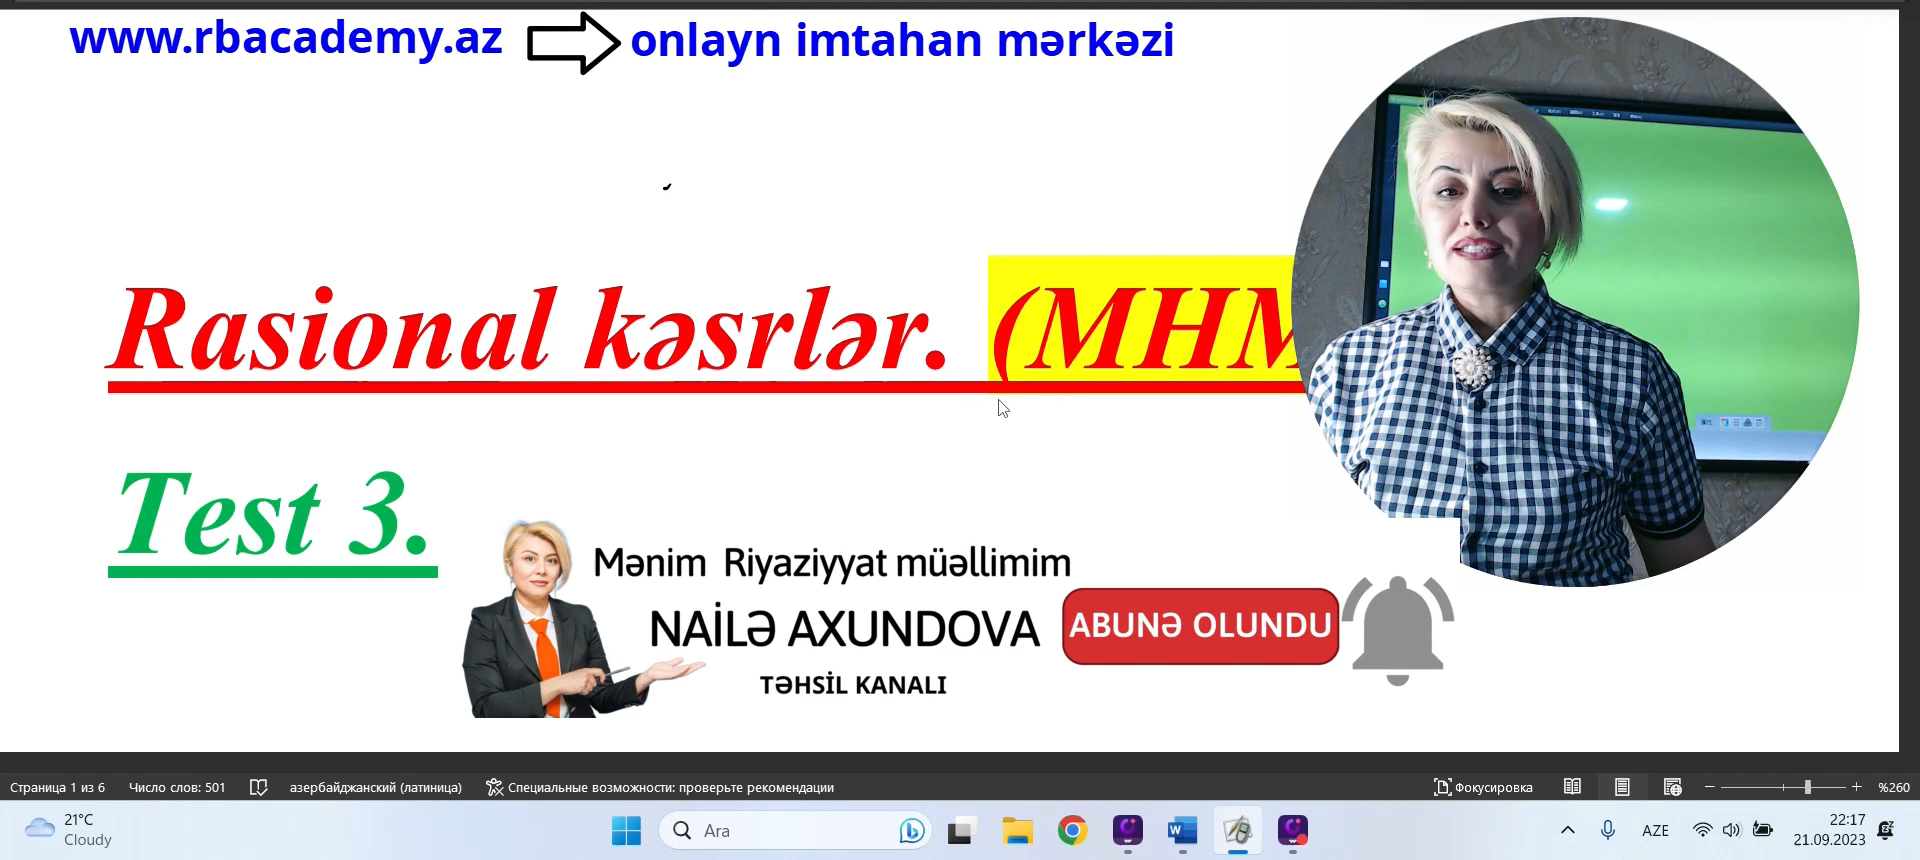 www.rbacademy.az onlayn imtahan mərkəzi
Rasional kəsrlər. (MHM
Test 3.
Mənim Riyaziyyat müəllimim
NAİLƏ AXUNDOVA
ABUNƏ OLUNDU
TƏHSİL KANALI
Страница 1 из 6 Число слов: 501 азербайджанский (латиница) Специальные возможности: проверьте рекомендации Фокусировка %260
21°C
Cloudy
Ara
AZE
22:17
21.09.2023